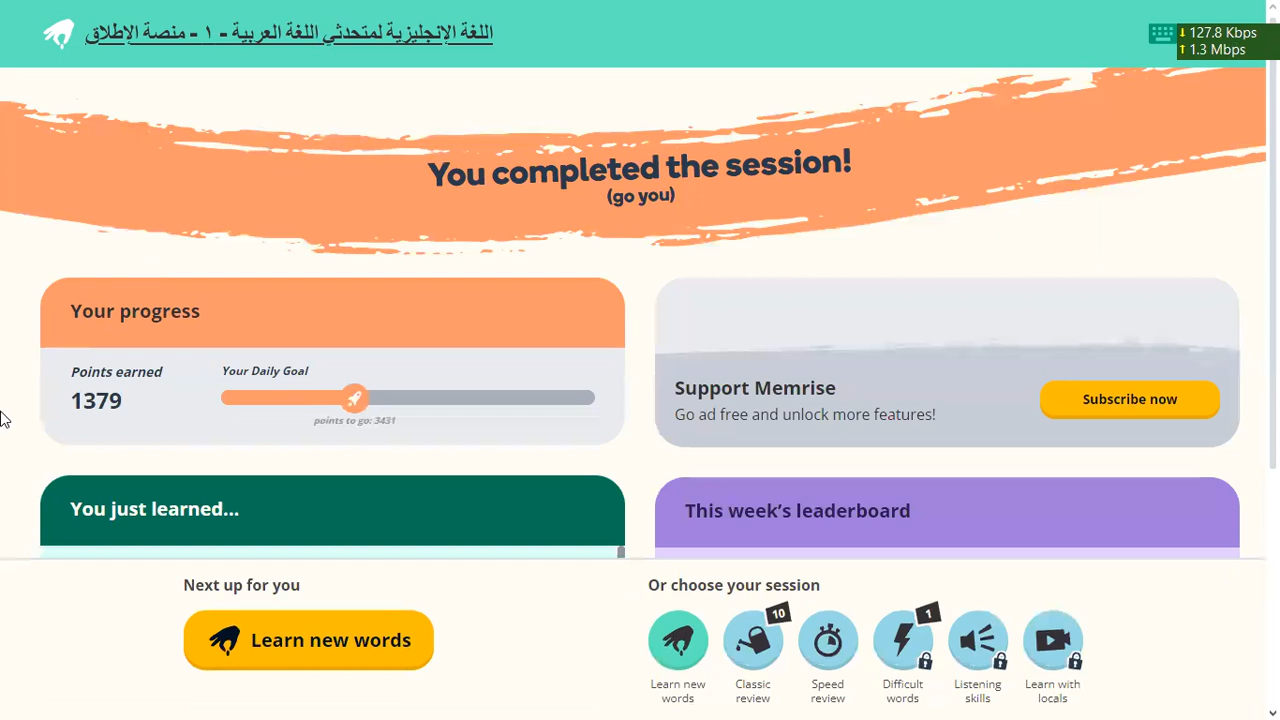 اللغة الإنجليزية لمتحدثي اللغة العربية - ١ - منصة الإطلاق
127.8 Kbps
1.3 Mbps
You completed the session!
(go you)
Your progress
Points earned
1379
Your Daily Goal
points to go: 3431
Support Memrise
Go ad free and unlock more features!
Subscribe now
You just learned...
This week's leaderboard
Next up for you
Learn new words
Or choose your session
10
1
Learn new words
Classic review
Speed review
Difficult words
Listening skills
Learn with locals